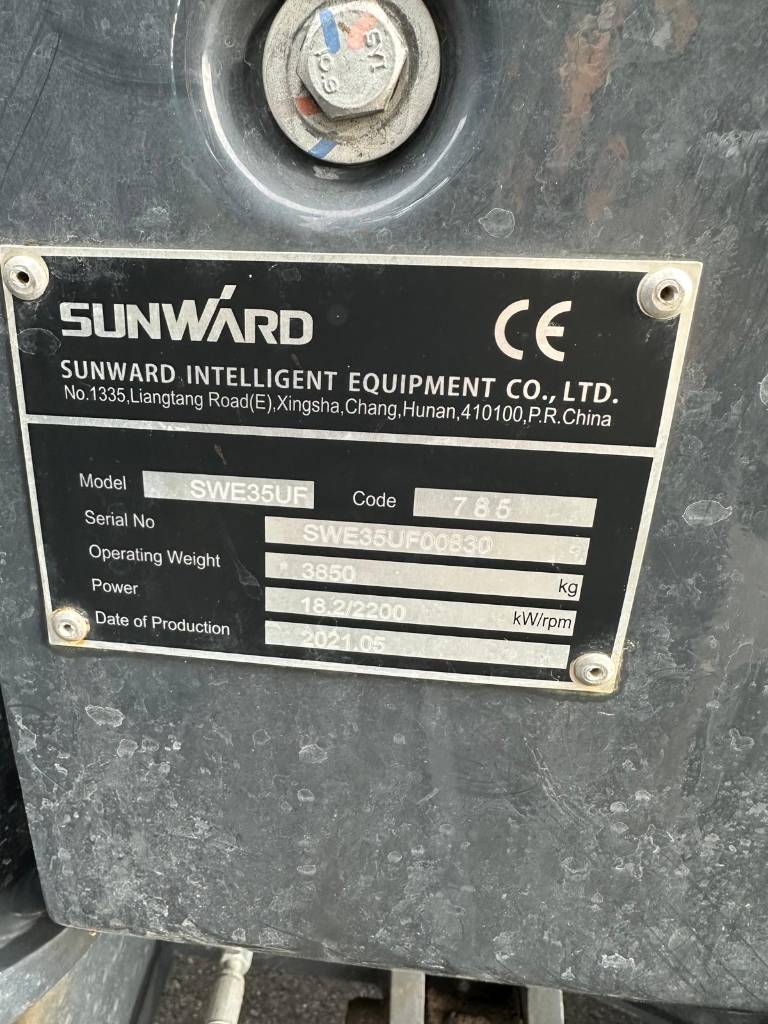 SUNWARD CE
SUNWARD INTELLIGENT EQUIPMENT CO., LTD.
No.1335,Liangtang Road(E),Xingsha,Chang,Hunan,410100,P.R.China
Model SWE35UF Code 785
Serial No SWE35UF00830
Operating Weight 3850 kg
Power 18.2/2200 kW/rpm
Date of Production 2021.05